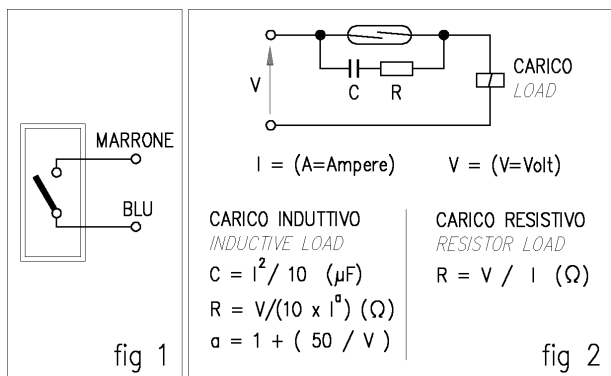 MARRONE
BLU
fig 1
V
C R
CARICO
LOAD
I = (A=Ampere) V = (V=Volt)
CARICO INDUTTIVO
INDUCTIVE LOAD
C = I² / 10 (µF)
R = V/(10 x Iᵅ) (Ω)
α = 1 + ( 50 / V )
CARICO RESISTIVO
RESISTOR LOAD
R = V / I (Ω)
fig 2